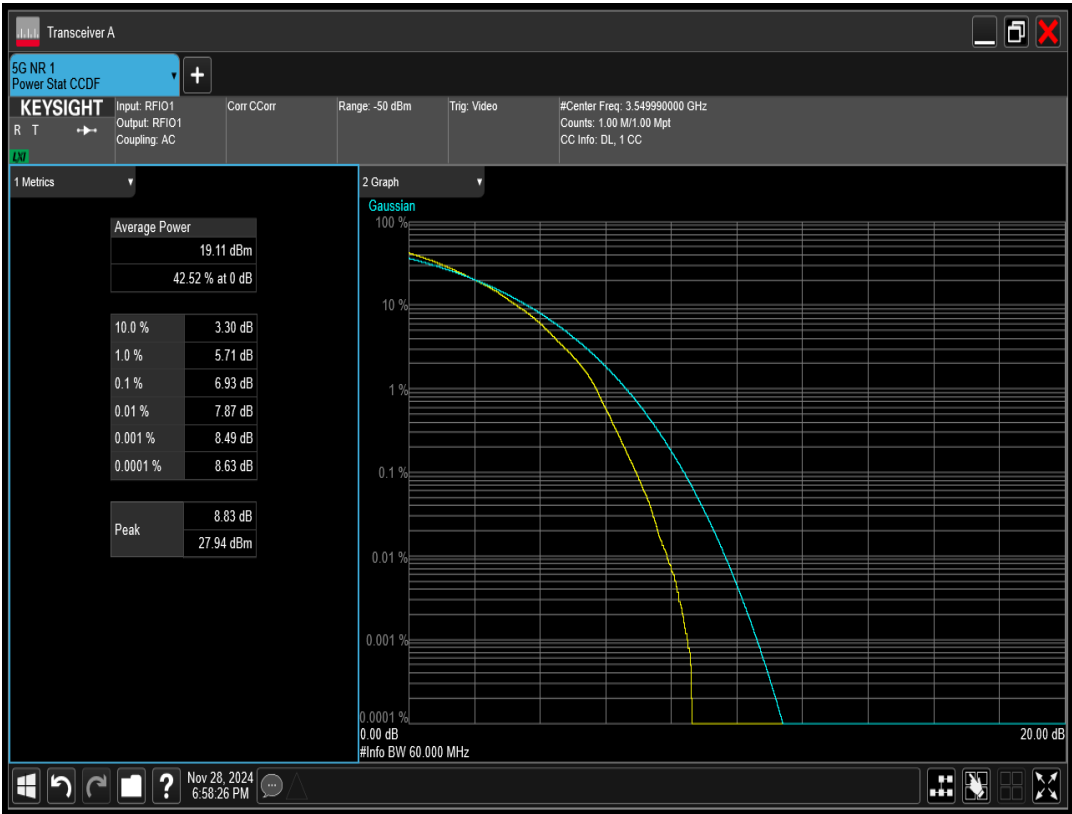 Transceiver A
5G NR 1
Power Stat CCDF
KEYSIGHT
R T
LXI
Input: RFIO1
Output: RFIO1
Coupling: AC
Corr CCorr
Range: -50 dBm
Trig: Video
#Center Freq: 3.549990000 GHz
Counts: 1.00 M/1.00 Mpt
CC Info: DL, 1 CC
1 Metrics
Average Power
19.11 dBm
42.52 % at 0 dB
10.0 % 3.30 dB
1.0 % 5.71 dB
0.1 % 6.93 dB
0.01 % 7.87 dB
0.001 % 8.49 dB
0.0001 % 8.63 dB
Peak 8.83 dB
27.94 dBm
2 Graph
Gaussian
100 %
10 %
1 %
0.1 %
0.01 %
0.001 %
0.0001 %
0.00 dB 20.00 dB
#Info BW 60.000 MHz
?
Nov 28, 2024
6:58:26 PM